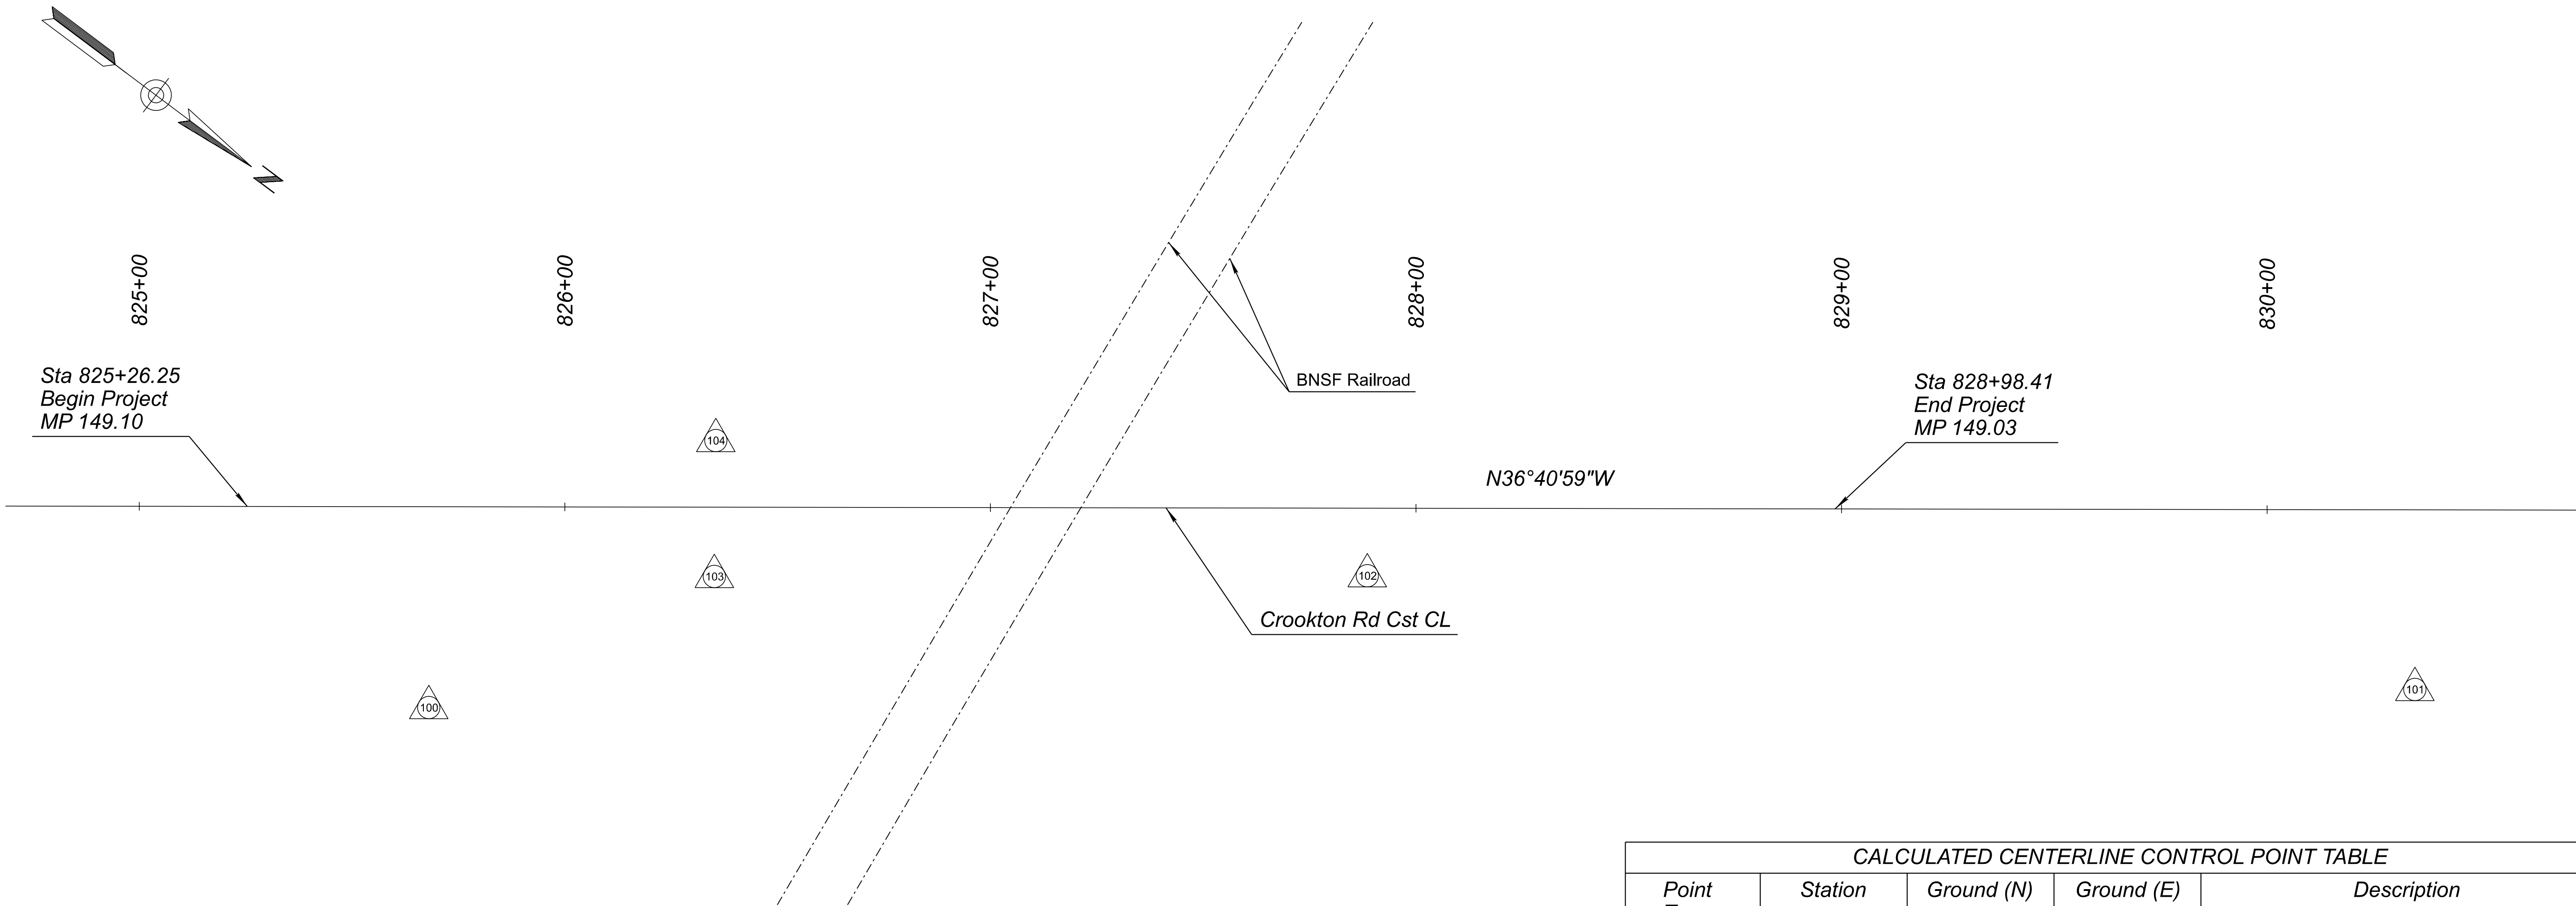 N
825+00
826+00
827+00
828+00
829+00
830+00
Sta 825+26.25
Begin Project
MP 149.10
BNSF Railroad
Sta 828+98.41
End Project
MP 149.03
104
N36°40'59"W
103
102
Crookton Rd Cst CL
100
101
CALCULATED CENTERLINE CONTROL POINT TABLE
Point Station Ground (N) Ground (E) Description